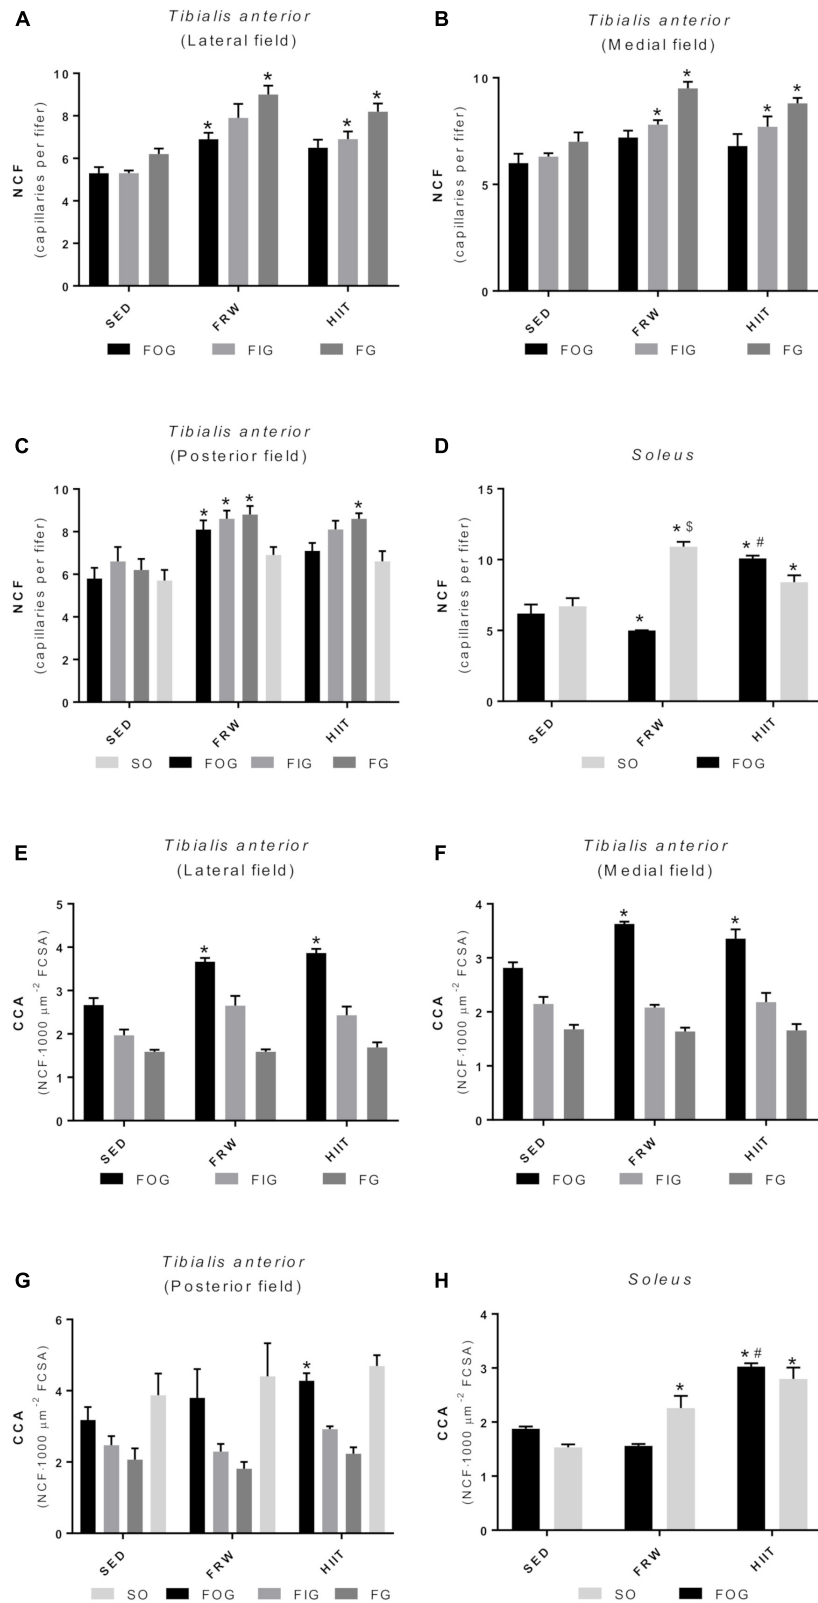 A
Tibialis anterior
(Lateral field)
NCF
(capillaries per fifer)
10
8
6
4
2
0
*
*
*
*
SED
FRW
HIIT
FOG FIG FG
B
Tibialis anterior
(Medial field)
NCF
(capillaries per fifer)
10
5
0
*
*
*
*
SED
FRW
HIIT
FOG FIG FG
C
Tibialis anterior
(Posterior field)
NCF
(capillaries per fifer)
10
8
6
4
2
0
* * *
*
SED
FRW
HIIT
SO FOG FIG FG
D
Soleus
NCF
(capillaries per fifer)
15
10
5
0
*
* $
* #
*
SED
FRW
HIIT
SO FOG
E
Tibialis anterior
(Lateral field)
CCA
(NCF·1000 μm⁻² FCSA)
5
4
3
2
1
0
*
*
SED
FRW
HIIT
FOG FIG FG
F
Tibialis anterior
(Medial field)
CCA
(NCF·1000 μm⁻² FCSA)
4
3
2
1
0
*
*
SED
FRW
HIIT
FOG FIG FG
G
Tibialis anterior
(Posterior field)
CCA
(NCF·1000 μm⁻² FCSA)
6
4
2
0
*
SED
FRW
HIIT
SO FOG FIG FG
H
Soleus
CCA
(NCF·1000 μm⁻² FCSA)
4
3
2
1
0
*
* #
*
SED
FRW
HIIT
SO FOG